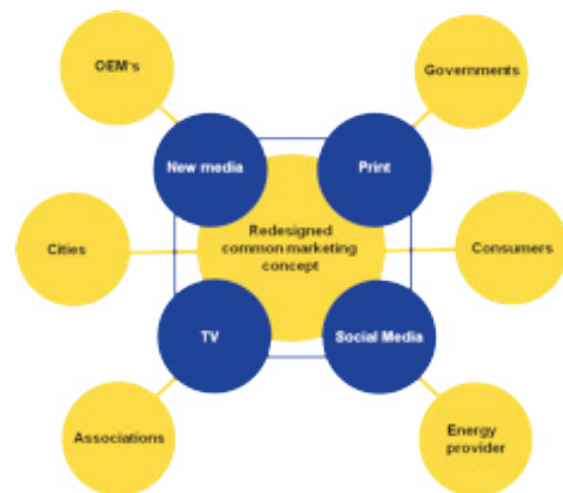 OEM's
Governments
New media
Print
Redesigned
common marketing
concept
Cities
Consumers
TV
Social Media
Associations
Energy
provider